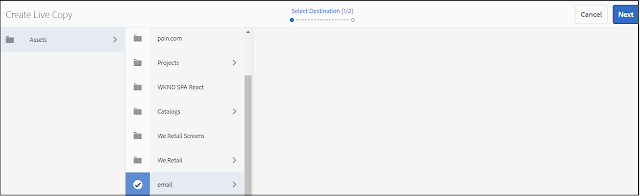 Create Live Copy
Select Destination (1/2)
Cancel
Next
Assets
pain.com
Projects
WKND SPA React
Catalogs
We.Retail Screens
We.Retail
email